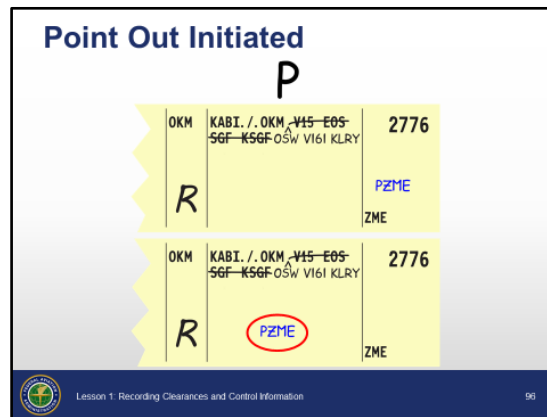 Point Out Initiated
P
OKM KABI./.OKM V15 EOS 2776
SGF KSGF OSW V161 KLRY
PZME
R
ZME
OKM KABI./.OKM V15 EOS 2776
SGF KSGF OSW V161 KLRY
R PZME
ZME
Lesson 1: Recording Clearances and Control Information 96